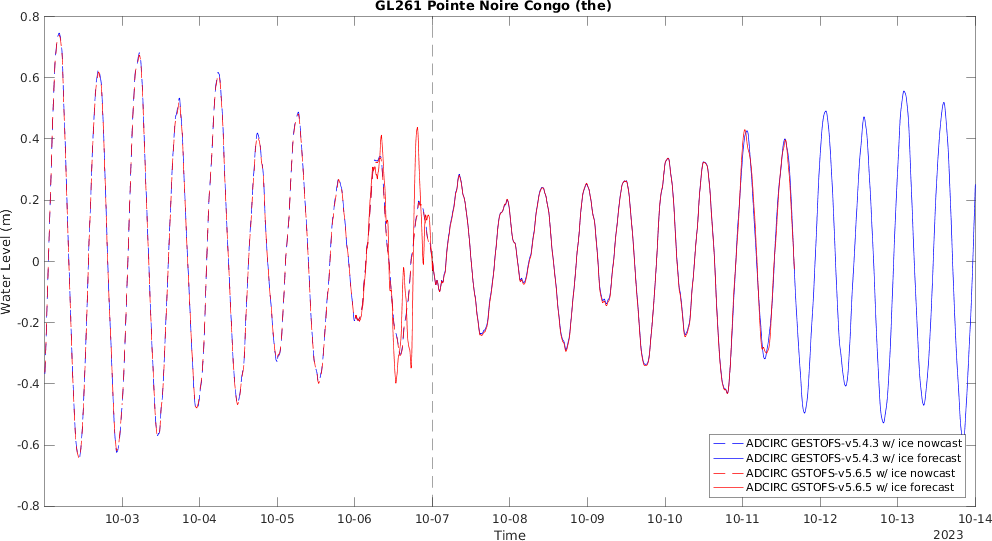 GL261 Pointe Noire Congo (the)
Water Level (m)
0.8
0.6
0.4
0.2
0
-0.2
-0.4
-0.6
-0.8
ADCIRC GESTOFS-v5.4.3 w/ ice nowcast
ADCIRC GESTOFS-v5.4.3 w/ ice forecast
ADCIRC GSTOFS-v5.6.5 w/ ice nowcast
ADCIRC GSTOFS-v5.6.5 w/ ice forecast
10-03 10-04 10-05 10-06 10-07 10-08 10-09 10-10 10-11 10-12 10-13 10-14
Time
2023